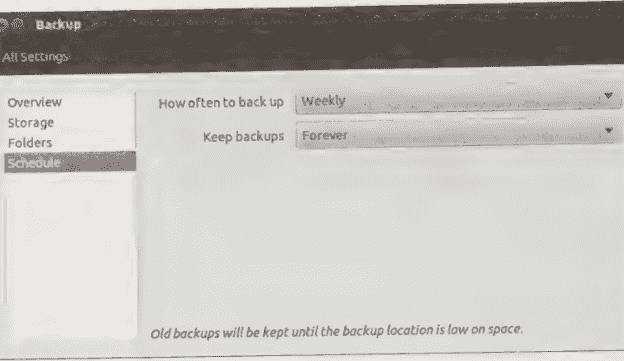 Backup
All Settings
Overview
Storage
Folders
Schedule
How often to back up Weekly
Keep backups Forever
Old backups will be kept until the backup location is low on space.